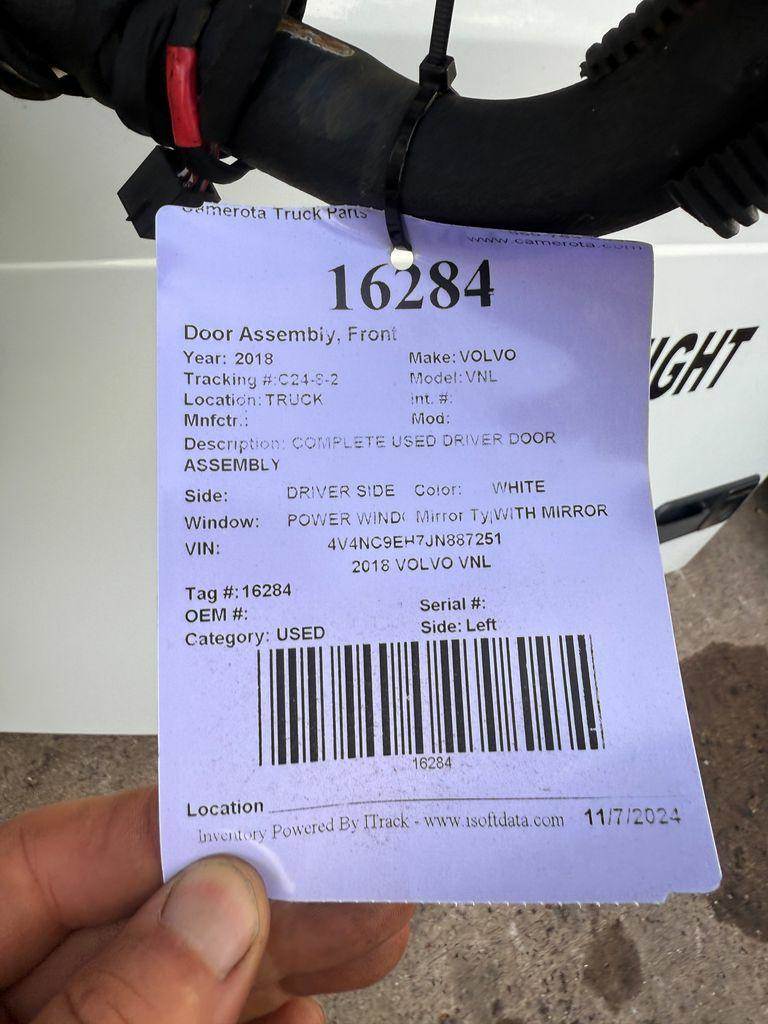 Camerota Truck Parts
www.camerota.com
16284
Door Assembly, Front
Year: 2018 Make: VOLVO
Tracking #:C24-8-2 Model: VNL
Location: TRUCK Int. #:
Mnfctr.: Mod:
Description: COMPLETE USED DRIVER DOOR
ASSEMBLY
Side: DRIVER SIDE Color: WHITE
Window: POWER WIND Mirror Ty WITH MIRROR
VIN: 4V4NC9EH7JN887251
2018 VOLVO VNL
Tag #:16284
OEM #: Serial #:
Category: USED Side: Left
16284
Location
Inventory Powered By ITrack - www.isoftdata.com 11/7/2024
IGHT